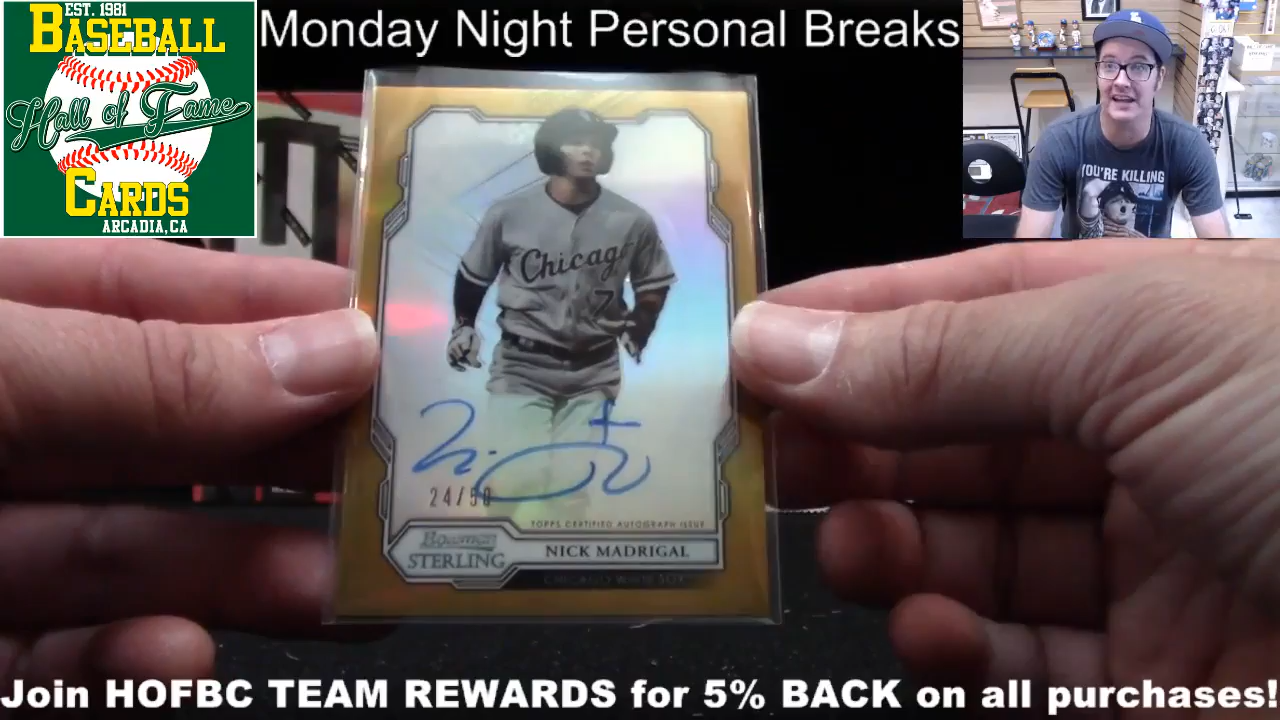 EST. 1981
BASEBALL
Hall of Fame
CARDS
ARCADIA, CA
Monday Night Personal Breaks
YOU'RE KILLING
Chicago
7
24/50
TOPPS CERTIFIED AUTOGRAPH ISSUE
Bowman
STERLING
NICK MADRIGAL
CHICAGO WHITE SOX
Join HOFBC TEAM REWARDS for 5% BACK on all purchases!